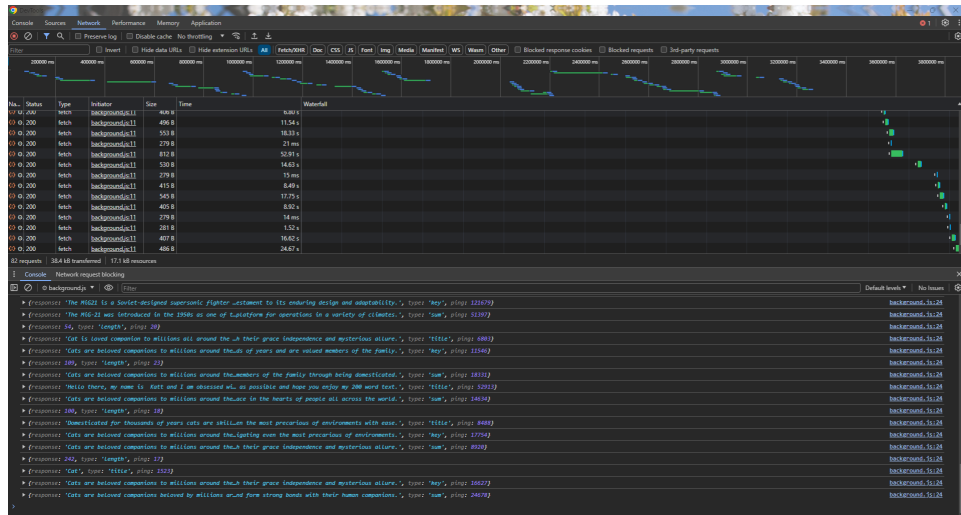 Console Sources Network Performance Memory Application
1
Preserve log Disable cache No throttling
Filter Invert Hide data URLs Hide extension URLs All Fetch/XHR Doc CSS JS Font Img Media Manifest WS Wasm Other Blocked response cookies Blocked requests 3rd-party requests
200000 ms 400000 ms 600000 ms 800000 ms 1000000 ms 1200000 ms 1400000 ms 1600000 ms 1800000 ms 2000000 ms 2200000 ms 2400000 ms 2600000 ms 2800000 ms 3000000 ms 3200000 ms 3400000 ms 3600000 ms 3800000 ms
Na... Status Type Initiator Size Time Waterfall
200 fetch background.js:11 406 B 6.80 s
200 fetch background.js:11 496 B 11.54 s
200 fetch background.js:11 553 B 18.33 s
200 fetch background.js:11 279 B 21 ms
200 fetch background.js:11 812 B 52.91 s
200 fetch background.js:11 530 B 14.63 s
200 fetch background.js:11 279 B 15 ms
200 fetch background.js:11 415 B 8.49 s
200 fetch background.js:11 545 B 17.75 s
200 fetch background.js:11 405 B 8.92 s
200 fetch background.js:11 279 B 14 ms
200 fetch background.js:11 281 B 1.52 s
200 fetch background.js:11 407 B 16.62 s
200 fetch background.js:11 486 B 24.67 s
82 requests 38.4 kB transferred 17.1 kB resources
Console Network request blocking
background.js Filter Default levels No Issues
{response: 'The MiG21 is a Soviet-designed supersonic fighter …estament to its enduring design and adaptability.', type: 'key', ping: 121679} background.js:24
{response: 'The MiG-21 was introduced in the 1950s as one of t…platform for operations in a variety of climates.', type: 'sum', ping: 51397} background.js:24
{response: 54, type: 'length', ping: 20} background.js:24
{response: 'Cat is loved companion to millions all around the …h their grace independence and mysterious allure.', type: 'title', ping: 6803} background.js:24
{response: 'Cats are beloved companions to millions around the…ds of years and are valued members of the family.', type: 'key', ping: 11546} background.js:24
{response: 109, type: 'length', ping: 23} background.js:24
{response: 'Cats are beloved companions to millions around the…members of the family through being domesticated.', type: 'sum', ping: 18331} background.js:24
{response: 'Hello there, my name is Katt and I am obsessed wi… as possible and hope you enjoy my 200 word text.', type: 'title', ping: 52913} background.js:24
{response: 'Cats are beloved companions to millions around the…ace in the hearts of people all across the world.', type: 'sum', ping: 14634} background.js:24
{response: 100, type: 'length', ping: 18} background.js:24
{response: 'Domesticated for thousands of years cats are skill…en the most precarious of environments with ease.', type: 'title', ping: 8488} background.js:24
{response: 'Cats are beloved companions to millions around the…igating even the most precarious of environments.', type: 'key', ping: 17754} background.js:24
{response: 'Cats are beloved companions to millions around the…h their grace independence and mysterious allure.', type: 'sum', ping: 8920} background.js:24
{response: 242, type: 'length', ping: 17} background.js:24
{response: 'Cat', type: 'title', ping: 1523} background.js:24
{response: 'Cats are beloved companions to millions around the…h their grace independence and mysterious allure.', type: 'key', ping: 16627} background.js:24
{response: 'Cats are beloved companions beloved by millions ar…nd form strong bonds with their human companions.', type: 'sum', ping: 24678} background.js:24